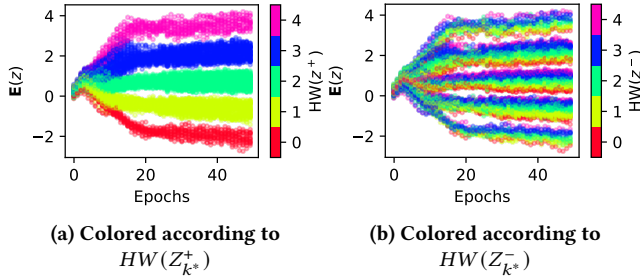 4
2
0
−2
E(z)
0
20
40
Epochs
4
3
2
1
0
HW(z⁺)
4
2
0
−2
E(z)
0
20
40
Epochs
4
3
2
1
0
HW(z⁻)
(a) Colored according to
HW(Z⁺ₖ*)
(b) Colored according to
HW(Z⁻ₖ*)